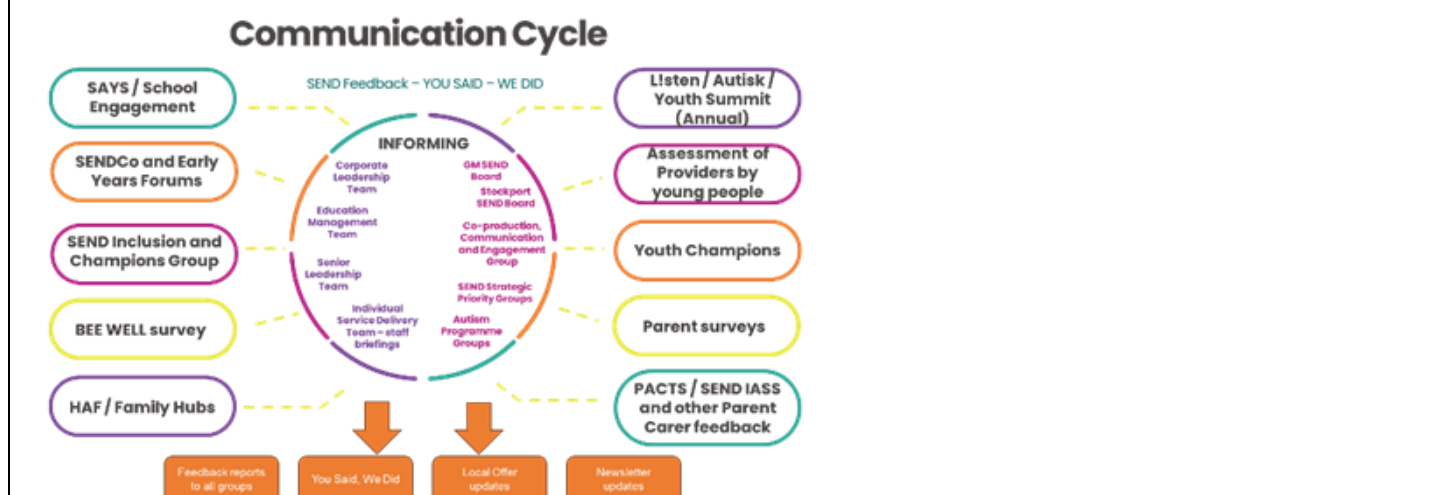 Communication Cycle
SEND Feedback – YOU SAID – WE DID
SAYS / School
Engagement
SENDCo and Early
Years Forums
SEND Inclusion and
Champions Group
BEE WELL survey
HAF / Family Hubs
INFORMING
Corporate
Leadership
Team
Education
Management
Team
Senior
Leadership
Team
Individual
Service Delivery
Team – staff
briefings
GM SEND
Board
Stockport
SEND Board
Co-production,
Communication
and Engagement
Group
SEND Strategic
Priority Groups
Autism
Programme
Groups
L!sten / Autisk /
Youth Summit
(Annual)
Assessment of
Providers by
young people
Youth Champions
Parent surveys
PACTS / SEND IASS
and other Parent
Carer feedback
Feedback reports
to all groups
You Said, We Did
Local Offer
updates
Newsletter
updates